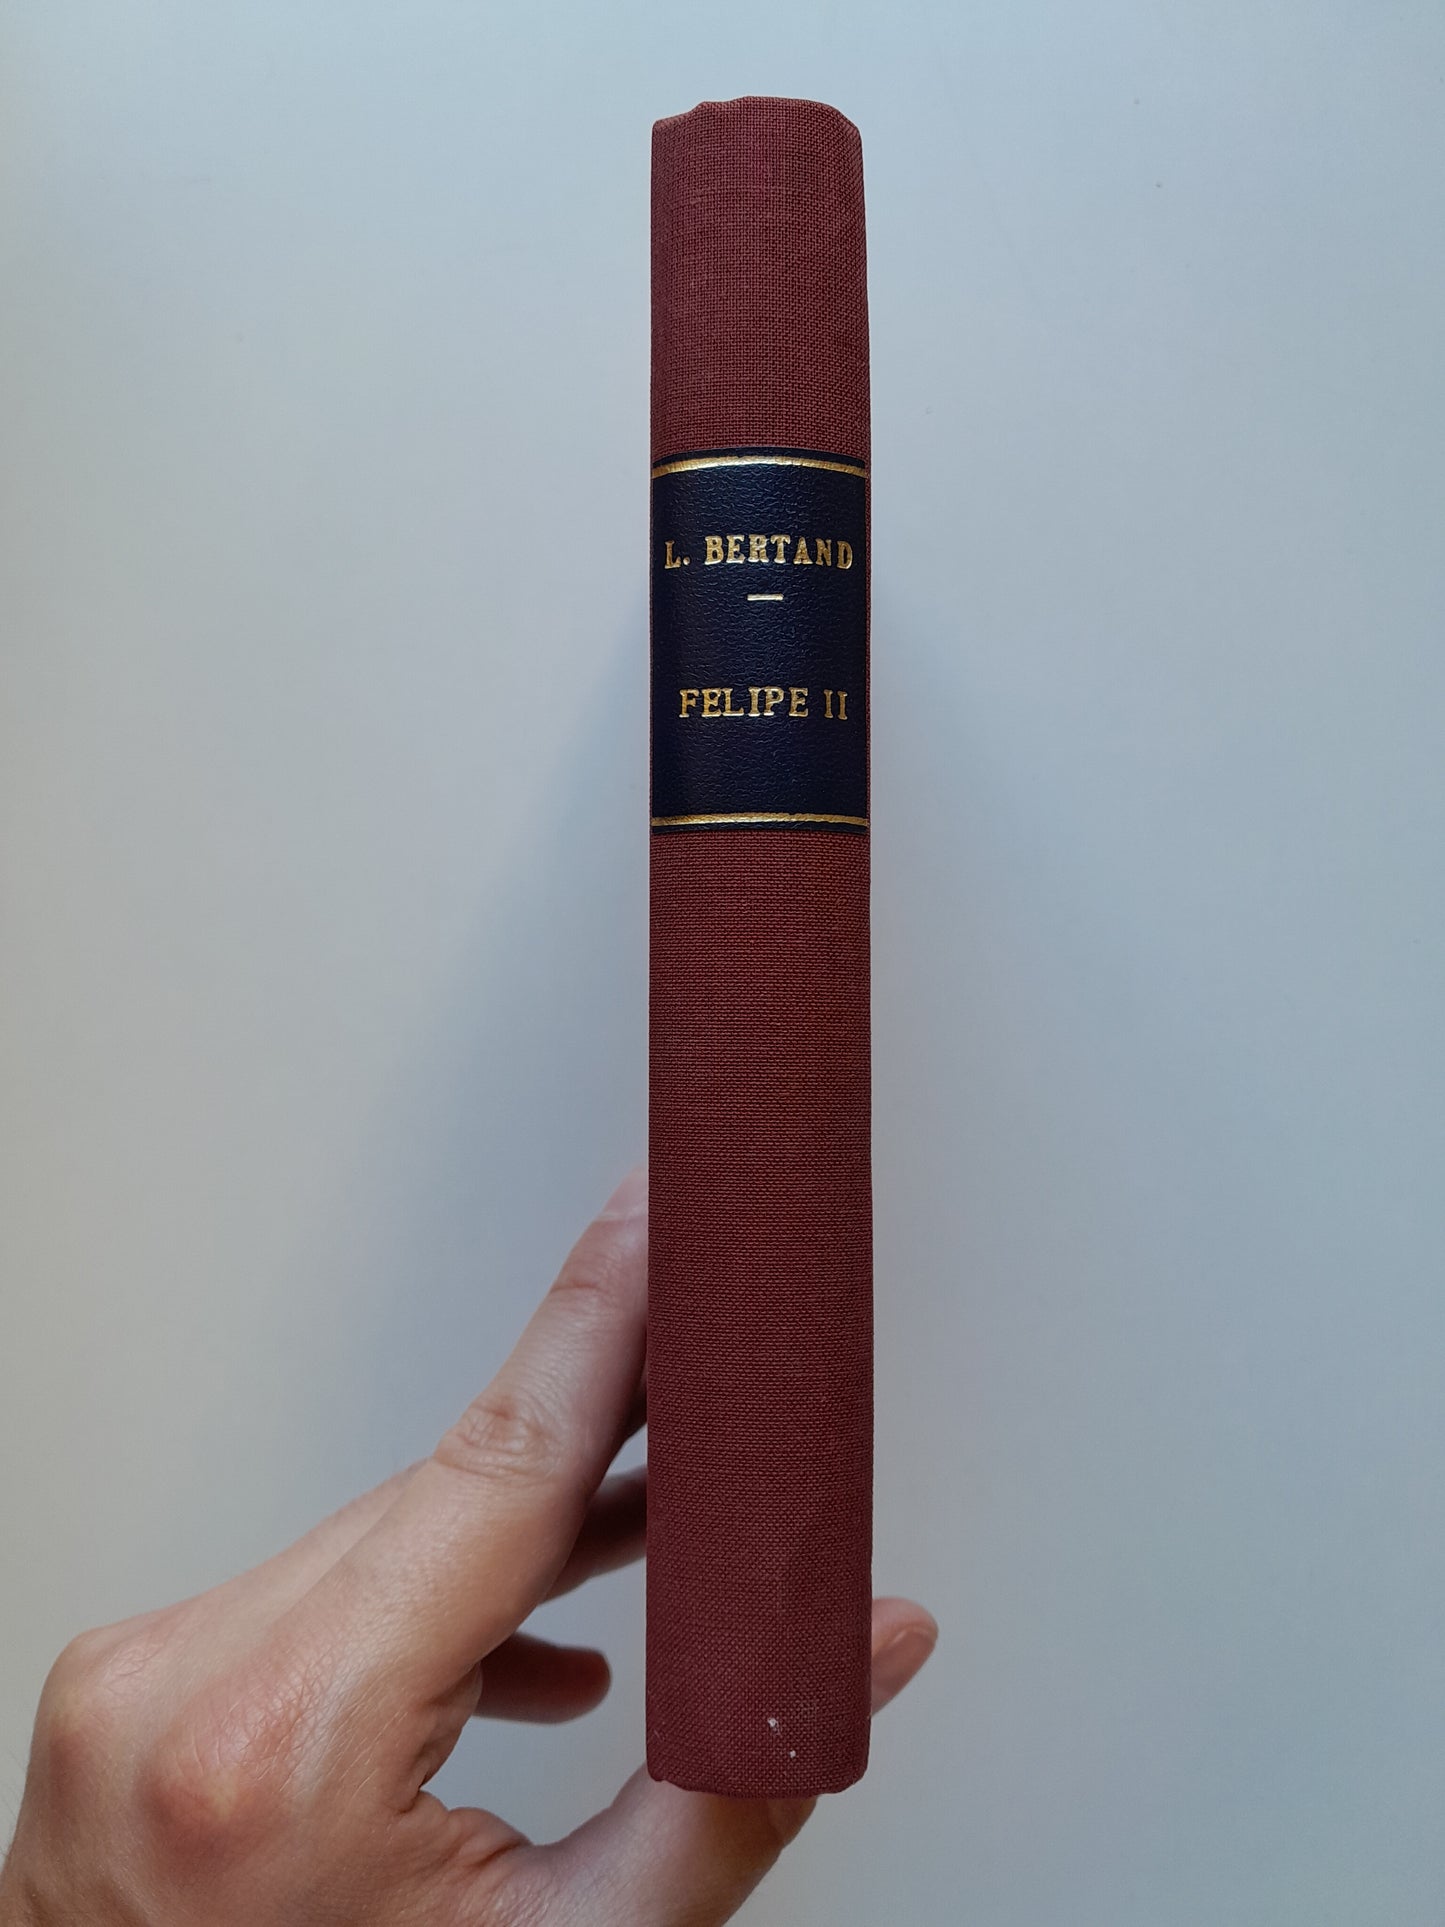 L. BERTAND
—
FELIPE II